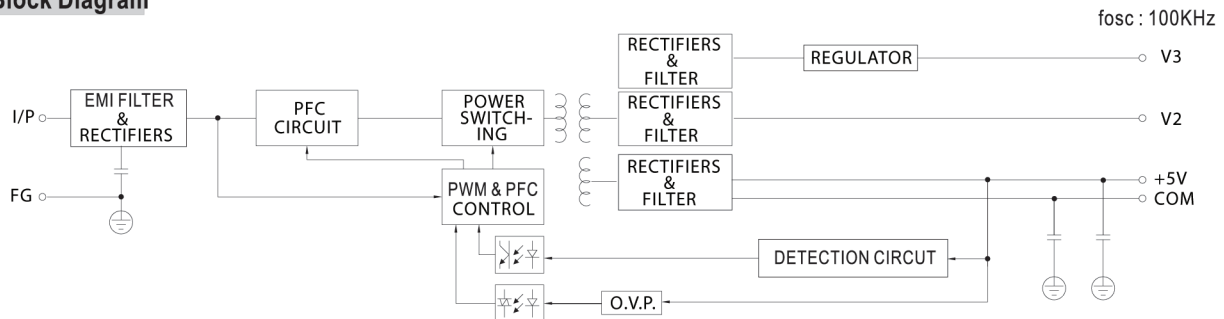 Block Diagram
fosc : 100KHz
RECTIFIERS
&
FILTER
REGULATOR
V3
I/P
EMI FILTER
&
RECTIFIERS
PFC
CIRCUIT
POWER
SWITCH-
ING
RECTIFIERS
&
FILTER
V2
FG
PWM & PFC
CONTROL
RECTIFIERS
&
FILTER
+5V
COM
DETECTION CIRCUT
O.V.P.